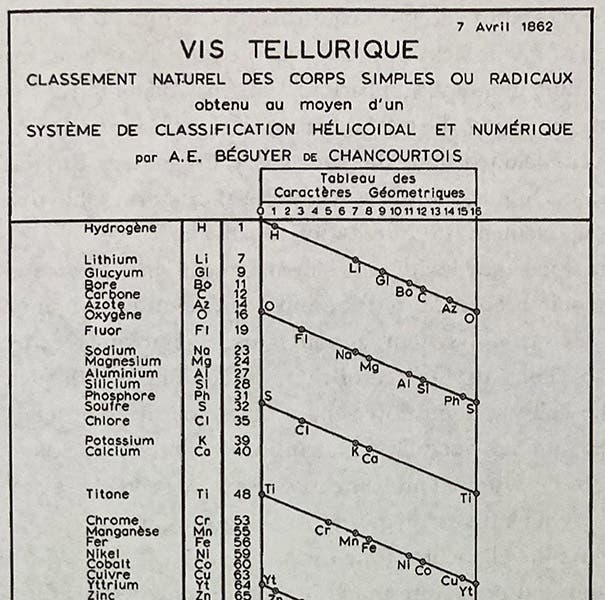 7 Avril 1862
VIS TELLURIQUE
CLASSEMENT NATUREL DES CORPS SIMPLES OU RADICAUX
obtenu au moyen d'un
SYSTÈME DE CLASSIFICATION HÉLICOIDAL ET NUMÉRIQUE
par A.E. BÉGUYER DE CHANCOURTOIS
Tableau des
Caractères Géometriques
0 1 2 3 4 5 6 7 8 9 10 11 12 13 14 15 16
Hydrogène H 1 H
Lithium Li 7 Li
Glucyum Gl 9 Gl
Bore Bo 11 Bo
Carbone C 12 C
Azote Az 14 Az
Oxygène O 16 O O
Fluor Fl 19 Fl
Sodium Na 23 Na
Magnesium Mg 24 Mg
Aluminium Al 27 Al
Silicium Si 28 Si
Phosphore Ph 31 Ph
Soufre S 32 S S
Chlore Cl 35 Cl
Potassium K 39 K
Calcium Ca 40 Ca
Titone Ti 48 Ti Ti
Chrome Cr 53 Cr
Manganèse Mn 55 Mn
Fer Fe 56 Fe
Nikel Ni 59 Ni
Cobalt Co 60 Co
Cuivre Cu 63 Cu
Yttrium Yt 64 Yt Yt
Zinc Zn 65 Zn